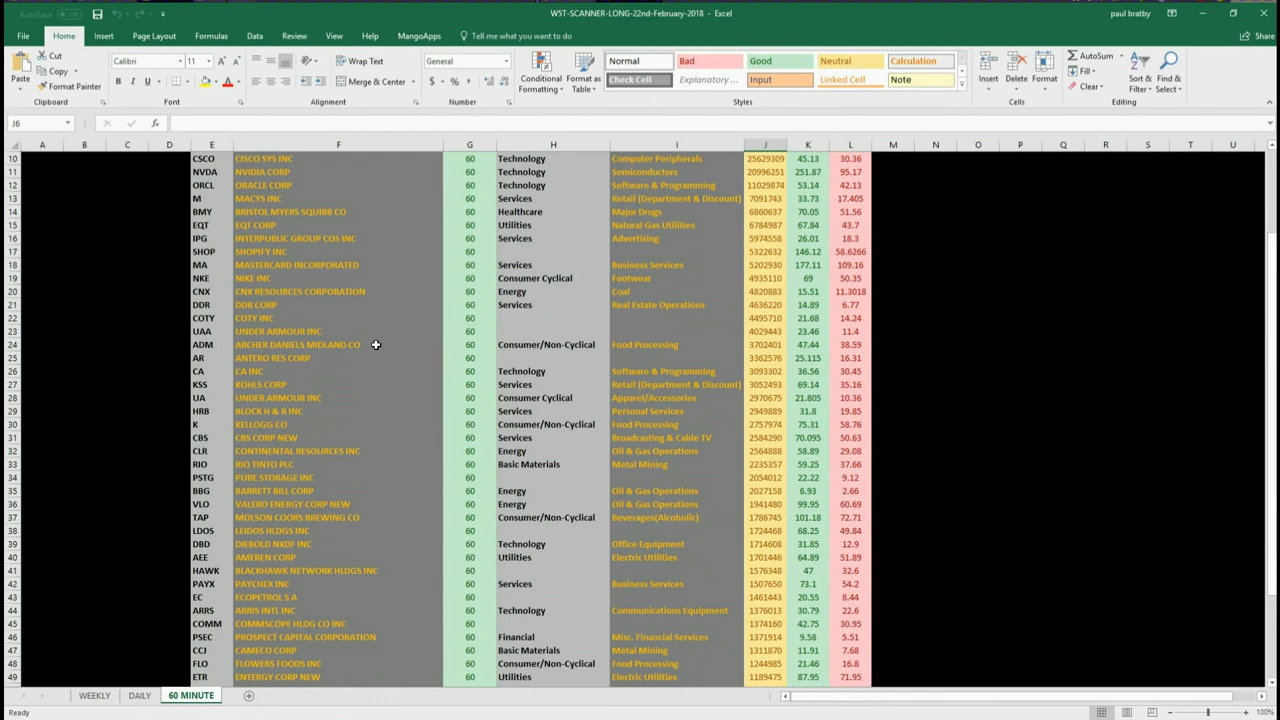 AutoSave
W5T-SCANNER-LONG-22nd-February-2018 - Excel
paul bratby
File Home Insert Page Layout Formulas Data Review View Help MangoApps Tell me what you want to do Share
Paste Cut Copy Format Painter
Calibri 11
B I U
Wrap Text
Merge & Center
General
$ % ,
Conditional Formatting
Format as Table
Normal Bad Good Neutral Calculation
Check Cell Explanatory ... Input Linked Cell Note
Insert Delete Format
AutoSum
Fill
Clear
Sort & Filter
Find & Select
Clipboard Font Alignment Number Styles Cells Editing
J6 fx
A B C D E F G H I J K L M N O P Q R S T U
10 CSCO CISCO SYS INC 60 Technology Computer Peripherals 25629309 45.13 30.36
11 NVDA NVIDIA CORP 60 Technology Semiconductors 20996251 251.87 95.17
12 ORCL ORACLE CORP 60 Technology Software & Programming 11029874 53.14 42.13
13 M MACYS INC 60 Services Retail (Department & Discount) 7091743 33.73 17.405
14 BMY BRISTOL MYERS SQUIBB CO 60 Healthcare Major Drugs 6860637 70.05 51.56
15 EQT EQT CORP 60 Utilities Natural Gas Utilities 6784987 67.84 43.7
16 IPG INTERPUBLIC GROUP COS INC 60 Services Advertising 5974558 26.01 18.3
17 SHOP SHOPIFY INC 60 5322632 146.12 58.6266
18 MA MASTERCARD INCORPORATED 60 Services Business Services 5202930 177.11 109.16
19 NKE NIKE INC 60 Consumer Cyclical Footwear 4935110 69 50.35
20 CNX CNX RESOURCES CORPORATION 60 Energy Coal 4820883 15.51 11.3018
21 DDR DDR CORP 60 Services Real Estate Operations 4636220 14.89 6.77
22 COTY COTY INC 60 4495710 21.68 14.24
23 UAA UNDER ARMOUR INC 60 4029443 23.46 11.4
24 ADM ARCHER DANIELS MIDLAND CO 60 Consumer/Non-Cyclical Food Processing 3702401 47.44 38.59
25 AR ANTERO RES CORP 60 3362576 25.115 16.31
26 CA CA INC 60 Technology Software & Programming 3093302 36.56 30.45
27 KSS KOHLS CORP 60 Services Retail (Department & Discount) 3052493 69.14 35.16
28 UA UNDER ARMOUR INC 60 Consumer Cyclical Apparel/Accessories 2970675 21.805 10.36
29 HRB BLOCK H & R INC 60 Services Personal Services 2949889 31.8 19.85
30 K KELLOGG CO 60 Consumer/Non-Cyclical Food Processing 2757974 75.31 58.76
31 CBS CBS CORP NEW 60 Services Broadcasting & Cable TV 2584290 70.095 50.63
32 CLR CONTINENTAL RESOURCES INC 60 Energy Oil & Gas Operations 2564888 58.89 29.08
33 RIO RIO TINTO PLC 60 Basic Materials Metal Mining 2235357 59.25 37.66
34 PSTG PURE STORAGE INC 60 2054012 22.22 9.12
35 BBG BARRETT BILL CORP 60 Energy Oil & Gas Operations 2027158 6.93 2.66
36 VLO VALERO ENERGY CORP NEW 60 Energy Oil & Gas Operations 1941480 99.95 60.69
37 TAP MOLSON COORS BREWING CO 60 Consumer/Non-Cyclical Beverages(Alcoholic) 1786745 101.18 72.71
38 LDOS LEIDOS HLDGS INC 60 1724468 68.25 49.84
39 DBD DIEBOLD NXDF INC 60 Technology Office Equipment 1714608 31.85 12.9
40 AEE AMEREN CORP 60 Utilities Electric Utilities 1701446 64.89 51.89
41 HAWK BLACKHAWK NETWORK HLDGS INC 60 1576348 47 32.6
42 PAYX PAYCHEX INC 60 Services Business Services 1507650 73.1 54.2
43 EC ECOPETROL S A 60 1461443 20.55 8.44
44 ARRS ARRIS INTL INC 60 Technology Communications Equipment 1376013 30.79 22.6
45 COMM COMMSCOPE HLDG CO INC 60 1374160 42.75 30.95
46 PSEC PROSPECT CAPITAL CORPORATION 60 Financial Misc. Financial Services 1371914 9.58 5.51
47 CCJ CAMECO CORP 60 Basic Materials Metal Mining 1311870 11.91 7.68
48 FLO FLOWERS FOODS INC 60 Consumer/Non-Cyclical Food Processing 1244985 21.46 16.8
49 ETR ENTERGY CORP NEW 60 Utilities Electric Utilities 1189475 87.95 71.95
WEEKLY DAILY 60 MINUTE
Ready 100%